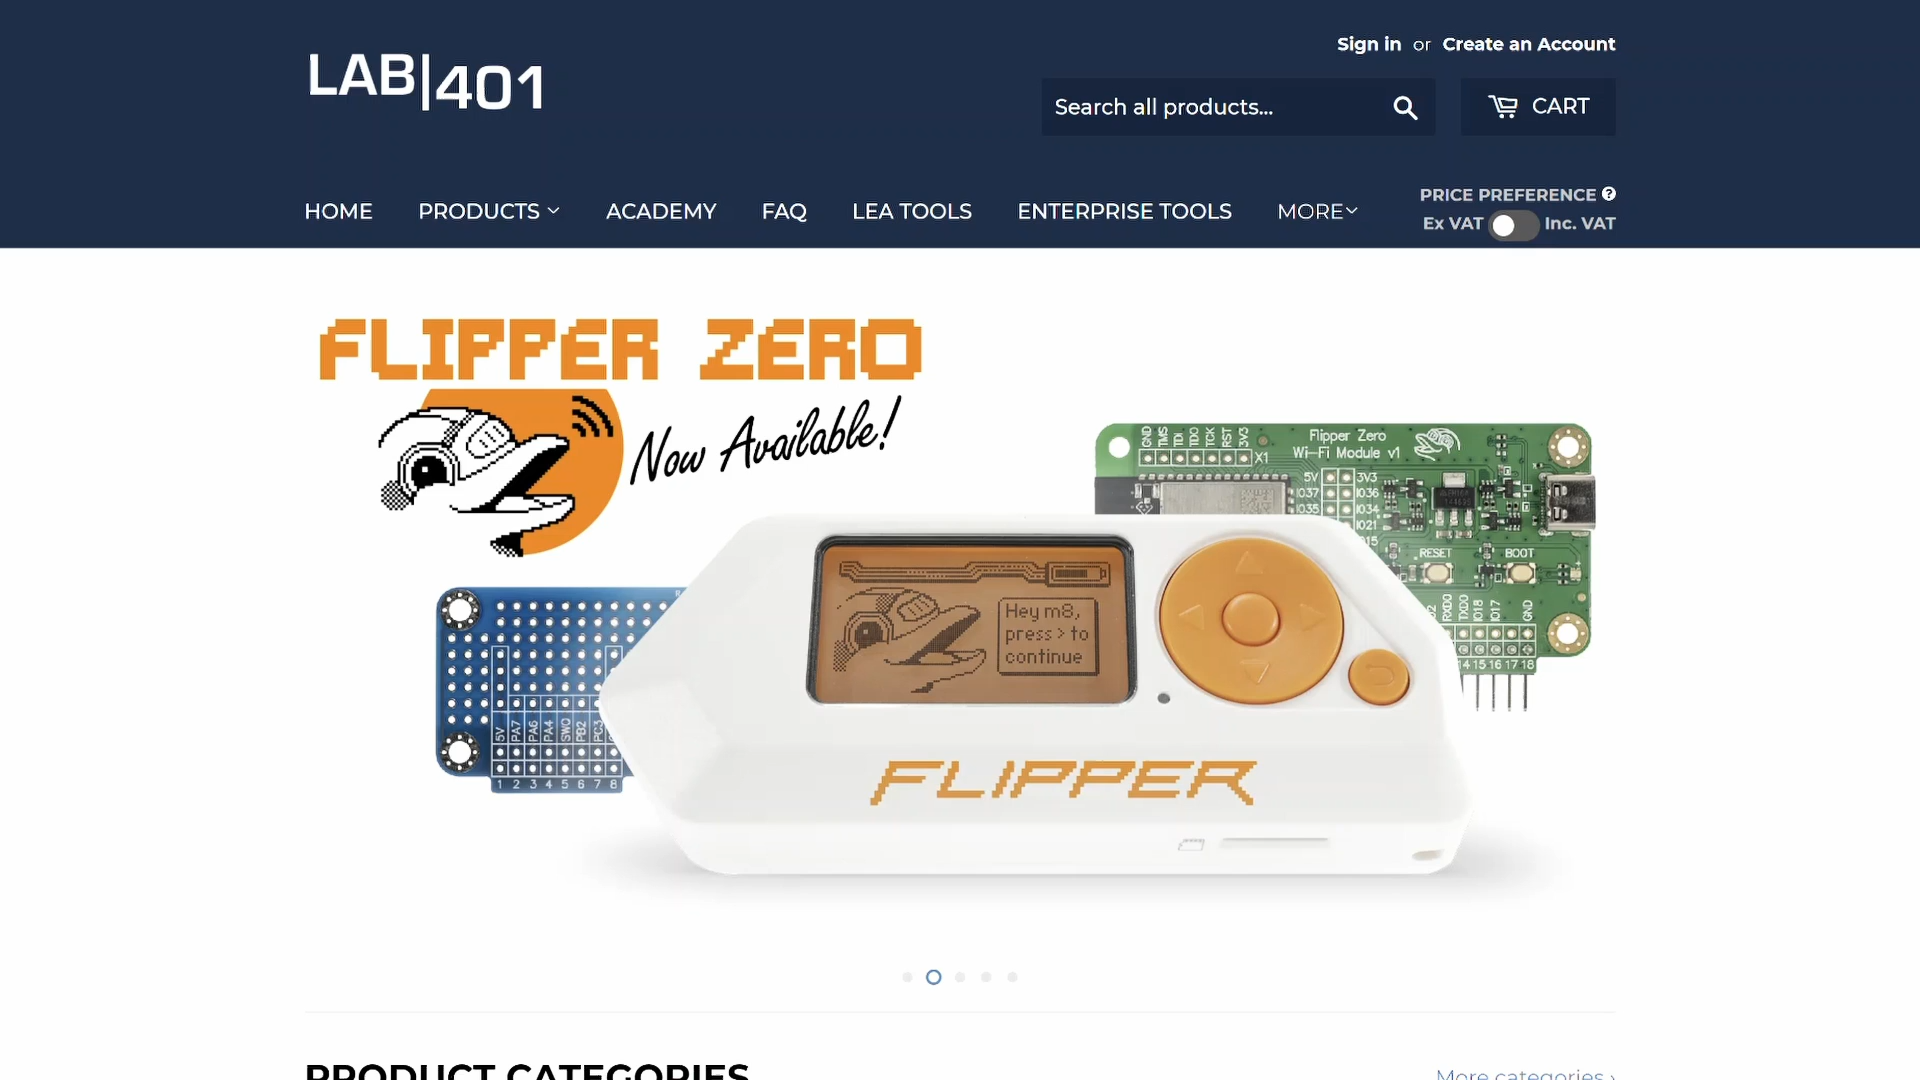 Sign in or Create an Account
LAB|401
Search all products...
CART
HOME
PRODUCTS
ACADEMY
FAQ
LEA TOOLS
ENTERPRISE TOOLS
MORE
PRICE PREFERENCE ?
Ex VAT
Inc. VAT
FLIPPER ZERO
Now Available!
GND TMS TDI TDO TCK RST 3V3
X1
Flipper Zero
Wi-Fi Module v1
5V 3V3
IO37 IO36
IO35 IO34
IO21
RESET
BOOT
RXD0 TXD0 IO18 IO17 GND
14 15 16 17 18
Hey m8,
press > to
continue
5V PA7 PA6 PA4 SWO PB2 PC3
1 2 3 4 5 6 7 8
FLIPPER
PRODUCT CATEGORIES
More categories ›